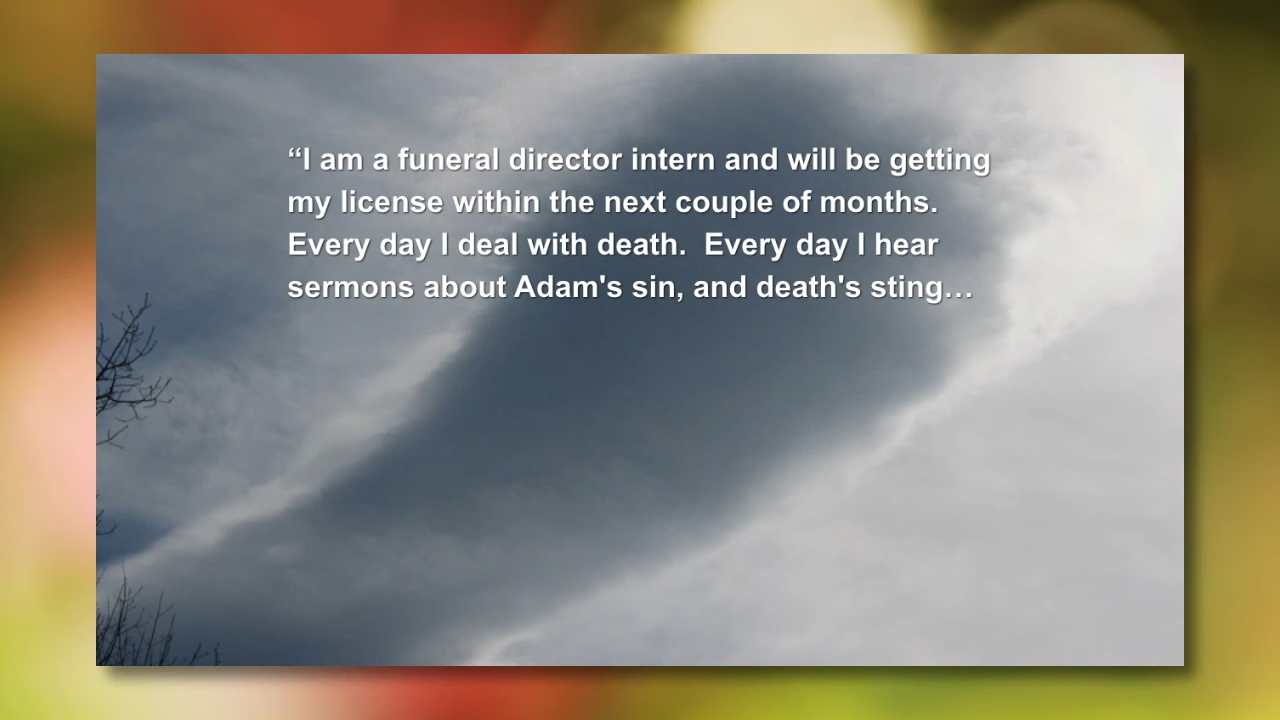 “I am a funeral director intern and will be getting
my license within the next couple of months.
Every day I deal with death.  Every day I hear
sermons about Adam's sin, and death's sting…